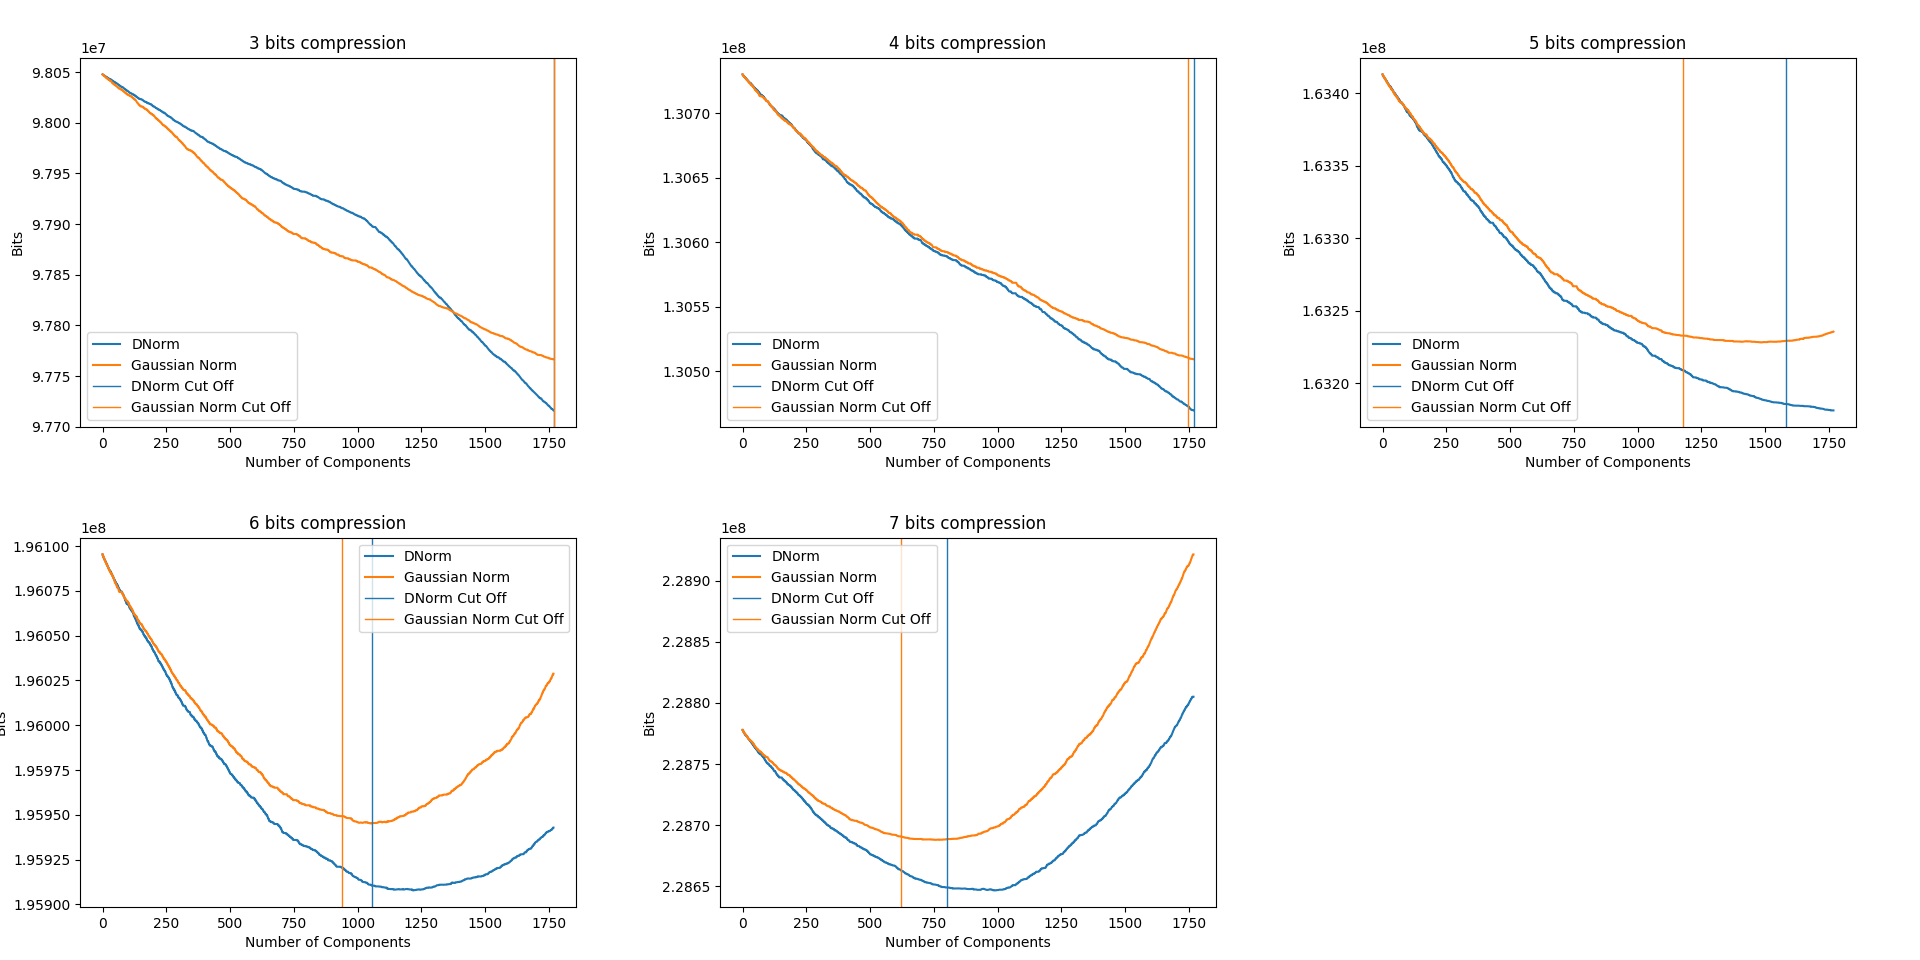 3 bits compression
1e7
9.805
9.800
9.795
9.790
9.785
9.780
9.775
9.770
Bits
0 250 500 750 1000 1250 1500 1750
Number of Components
DNorm
Gaussian Norm
DNorm Cut Off
Gaussian Norm Cut Off
4 bits compression
1e8
1.3070
1.3065
1.3060
1.3055
1.3050
Bits
0 250 500 750 1000 1250 1500 1750
Number of Components
DNorm
Gaussian Norm
DNorm Cut Off
Gaussian Norm Cut Off
5 bits compression
1e8
1.6340
1.6335
1.6330
1.6325
1.6320
Bits
0 250 500 750 1000 1250 1500 1750
Number of Components
DNorm
Gaussian Norm
DNorm Cut Off
Gaussian Norm Cut Off
6 bits compression
1e8
1.96100
1.96075
1.96050
1.96025
1.96000
1.95975
1.95950
1.95925
1.95900
Bits
0 250 500 750 1000 1250 1500 1750
Number of Components
DNorm
Gaussian Norm
DNorm Cut Off
Gaussian Norm Cut Off
7 bits compression
1e8
2.2890
2.2885
2.2880
2.2875
2.2870
2.2865
Bits
0 250 500 750 1000 1250 1500 1750
Number of Components
DNorm
Gaussian Norm
DNorm Cut Off
Gaussian Norm Cut Off